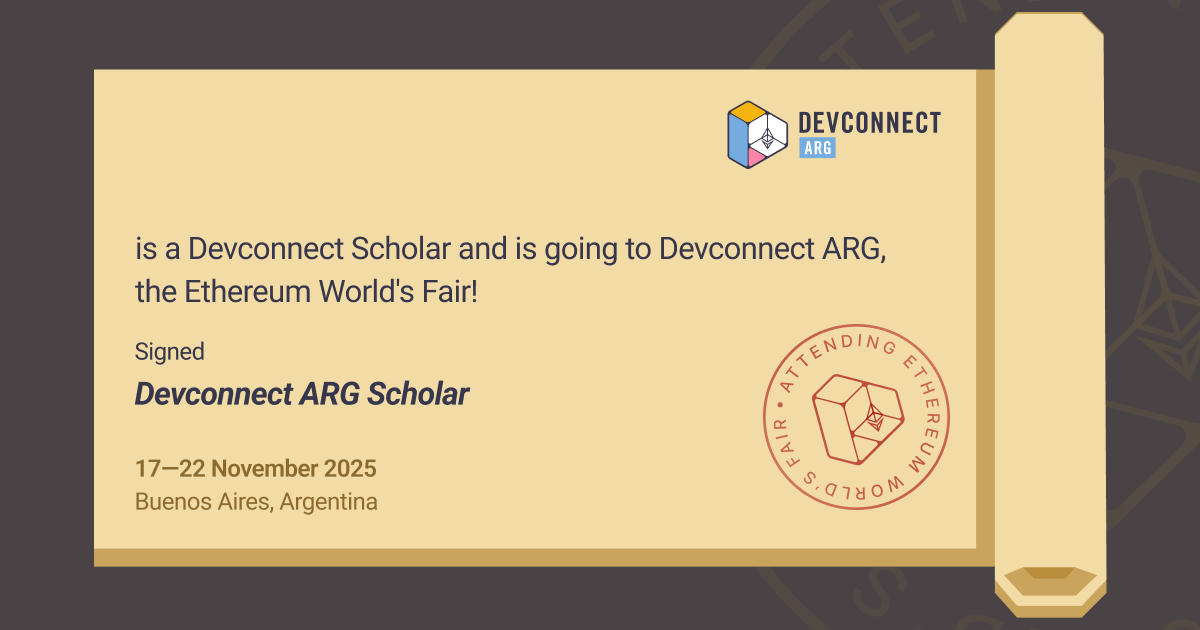 DEVCONNECT
ARG
is a Devconnect Scholar and is going to Devconnect ARG,
the Ethereum World's Fair!
Signed
Devconnect ARG Scholar
17—22 November 2025
Buenos Aires, Argentina
• ATTENDING ETHEREUM WORLD'S FAIR